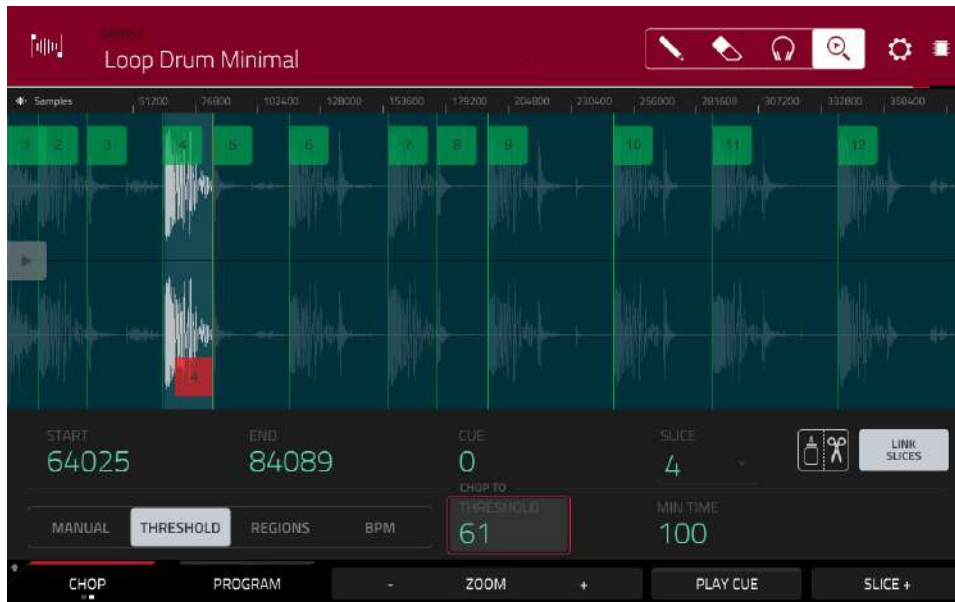 SAMPLE
Loop Drum Minimal
Samples 51200 76800 102400 128000 153600 179200 204800 230400 256000 281600 307200 332800 358400
1 2 3 4 5 6 7 8 9 10 11 12
4
START END CUE SLICE
64025 84089 0 4
LINK
SLICES
CHOP TO
MANUAL THRESHOLD REGIONS BPM THRESHOLD MIN TIME
61 100
CHOP PROGRAM - ZOOM + PLAY CUE SLICE +